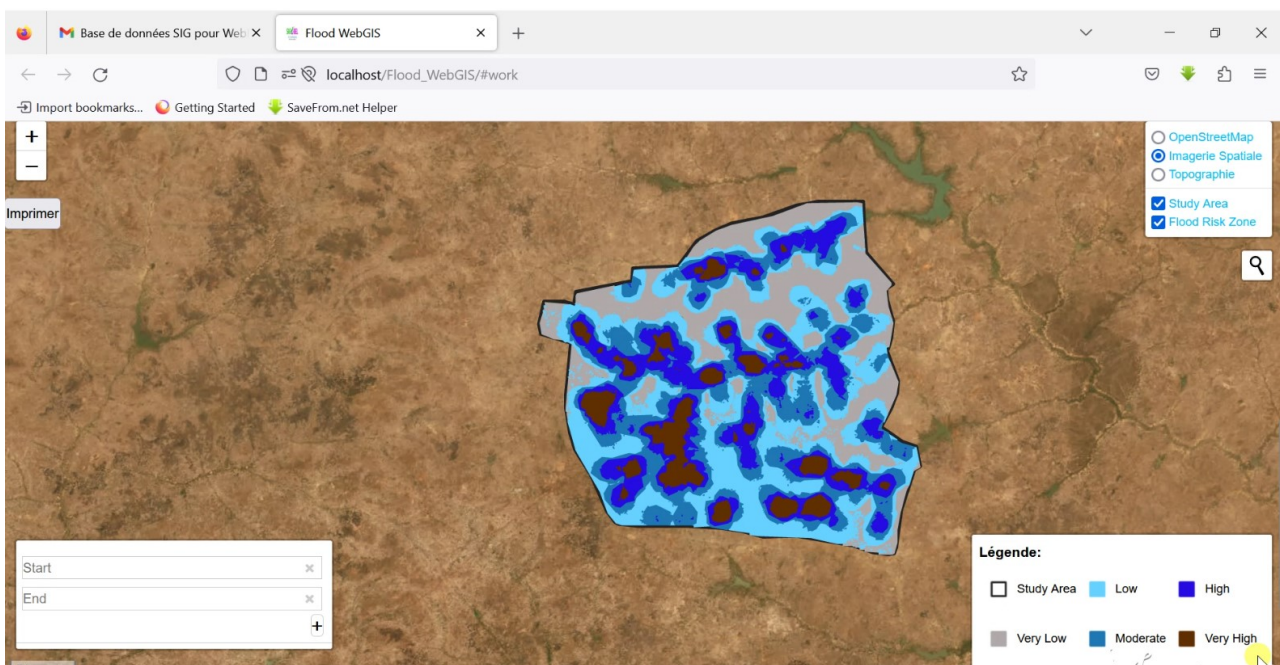 Base de données SIG pour Web
Flood WebGIS
localhost/Flood_WebGIS/#work
Import bookmarks... Getting Started SaveFrom.net Helper
+
−
Imprimer
OpenStreetMap
Imagerie Spatiale
Topographie
Study Area
Flood Risk Zone
Start
End
+
Légende:
Study Area Low High
Very Low Moderate Very High